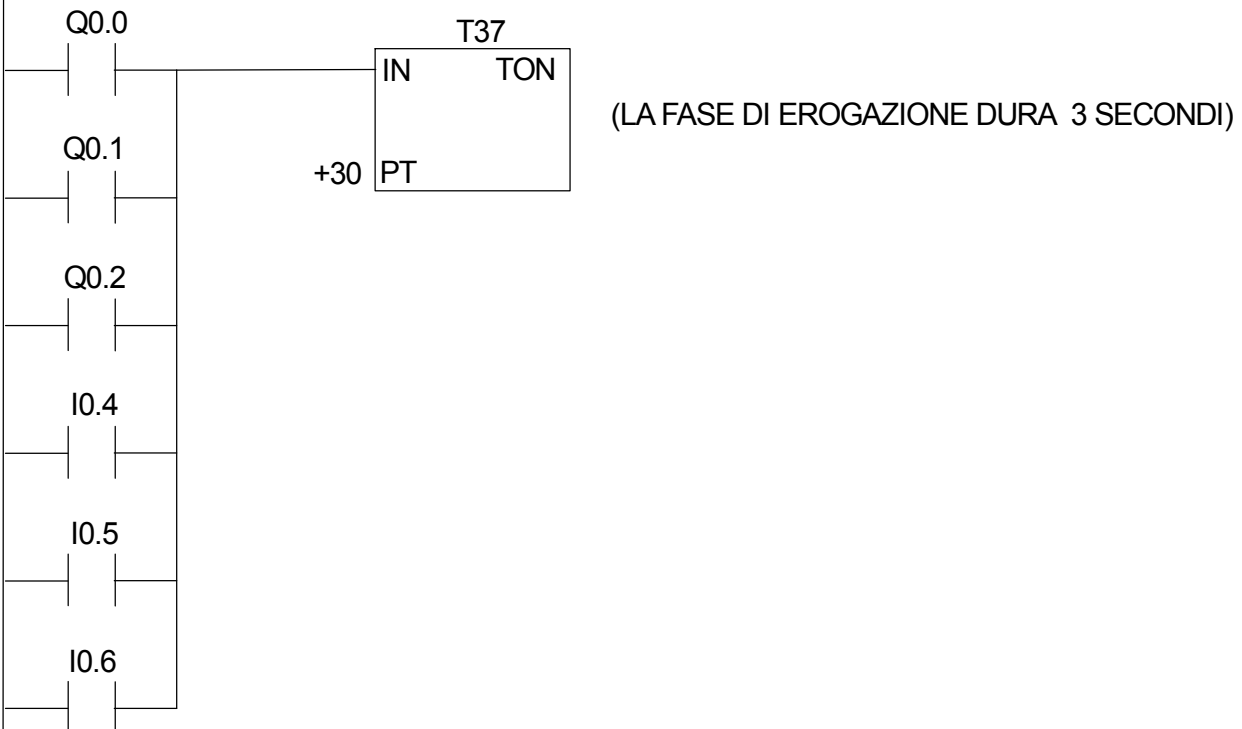 Q0.0
T37
IN TON
(LA FASE DI EROGAZIONE DURA 3 SECONDI)
Q0.1
+30 PT
Q0.2
I0.4
I0.5
I0.6